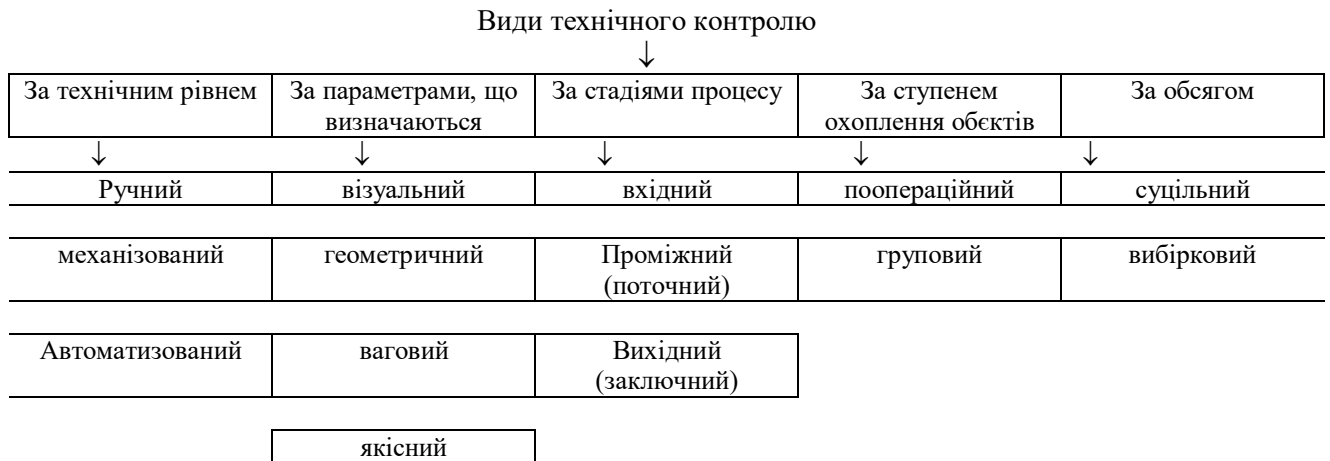 Види технічного контролю
↓
За технічним рівнем За параметрами, що визначаються За стадіями процесу За ступенем охоплення обєктів За обсягом
↓ ↓ ↓ ↓ ↓
Ручний візуальний вхідний поопераційний суцільний
механізований геометричний Проміжний (поточний) груповий вибірковий
Автоматизований ваговий Вихідний (заключний)
якісний